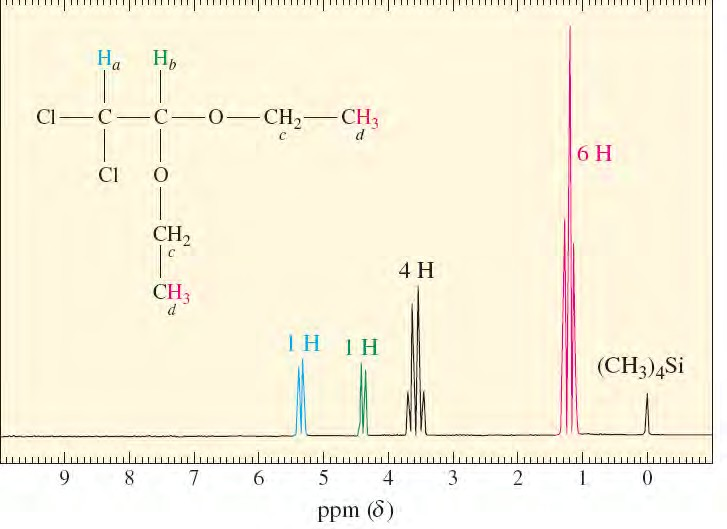 Hₐ H_b
Cl—C—C—O—CH₂—CH₃
c d
Cl O
CH₂
c
CH₃
d
6 H
4 H
1 H 1 H
(CH₃)₄Si
9 8 7 6 5 4 3 2 1 0
ppm (δ)